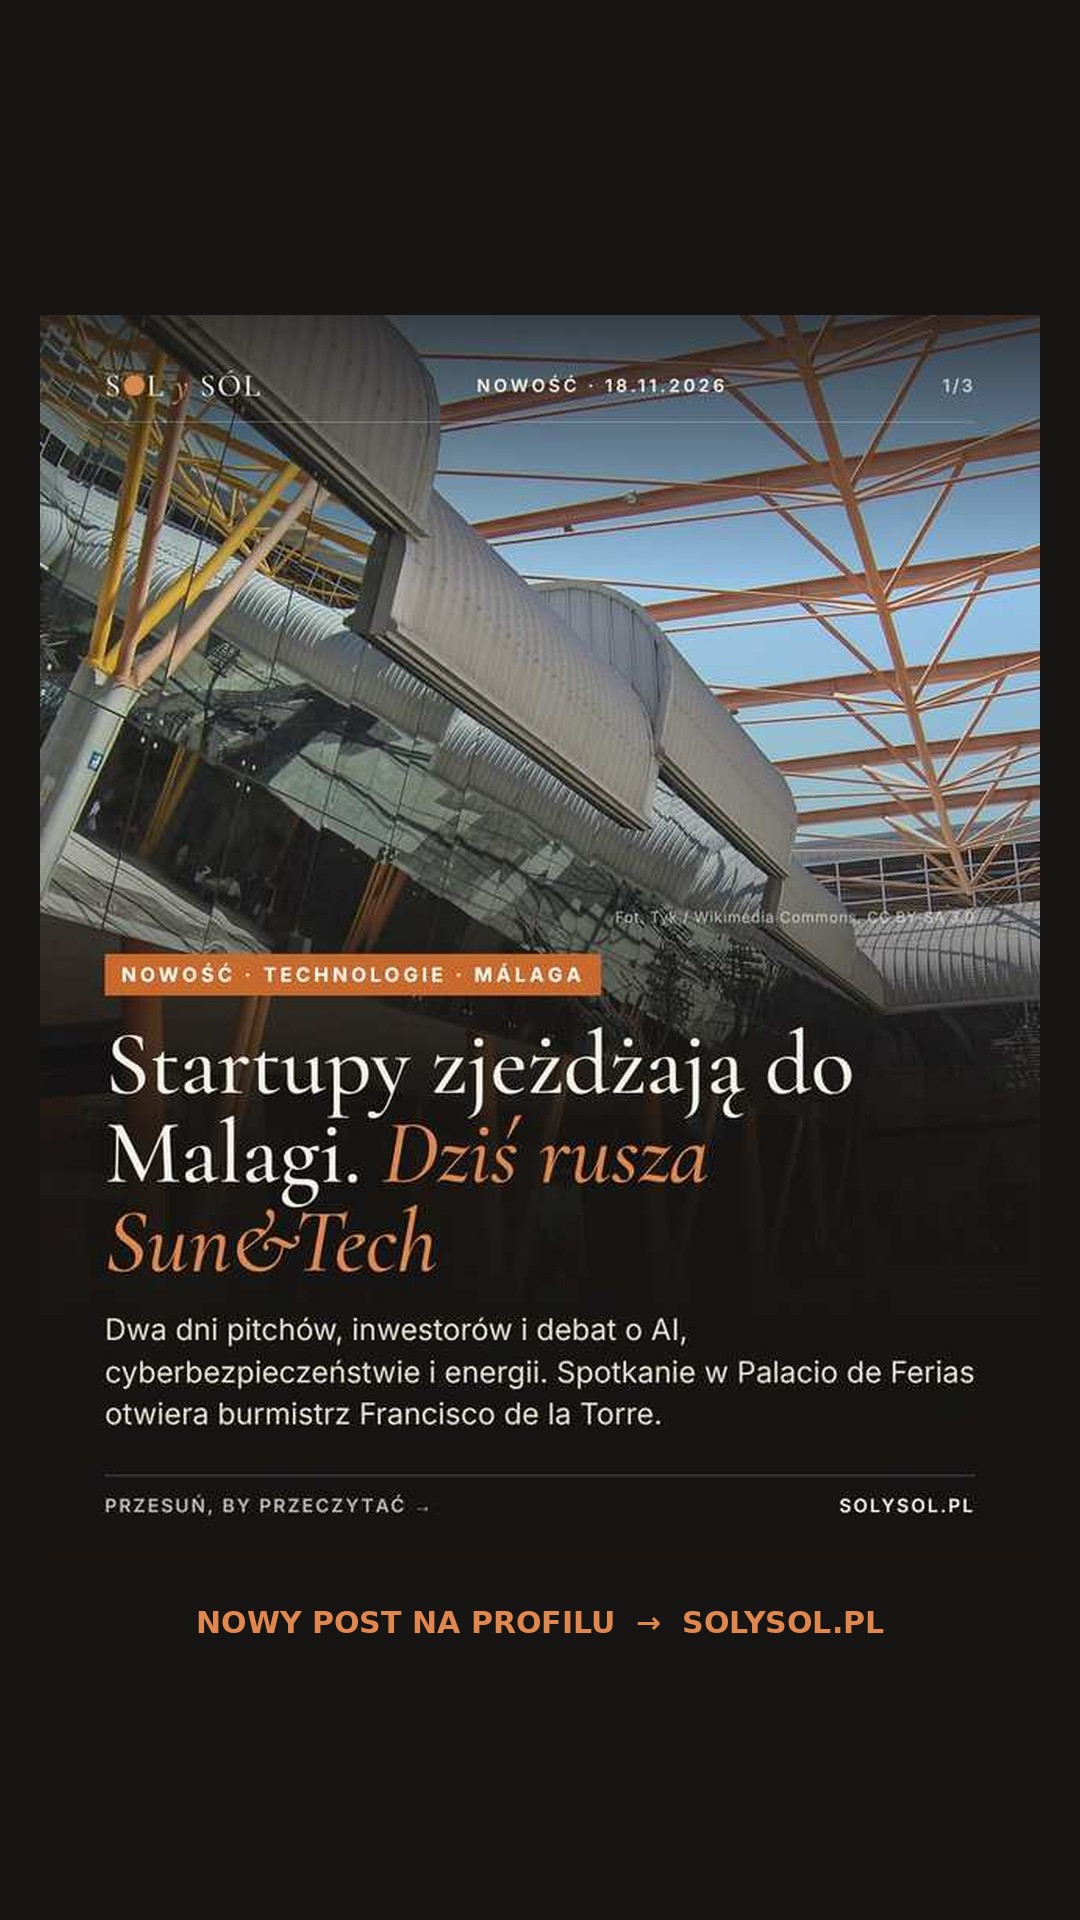 SOL y SÓL
NOWOŚĆ · 18.11.2026
1/3
Fot. Tyk / Wikimedia Commons, CC BY-SA 3.0
NOWOŚĆ · TECHNOLOGIE · MÁLAGA
Startupy zjeżdżają do
Malagi. Dziś rusza
Sun&Tech
Dwa dni pitchów, inwestorów i debat o AI,
cyberbezpieczeństwie i energii. Spotkanie w Palacio de Ferias
otwiera burmistrz Francisco de la Torre.
PRZESUŃ, BY PRZECZYTAĆ →
SOLYSOL.PL
NOWY POST NA PROFILU → SOLYSOL.PL